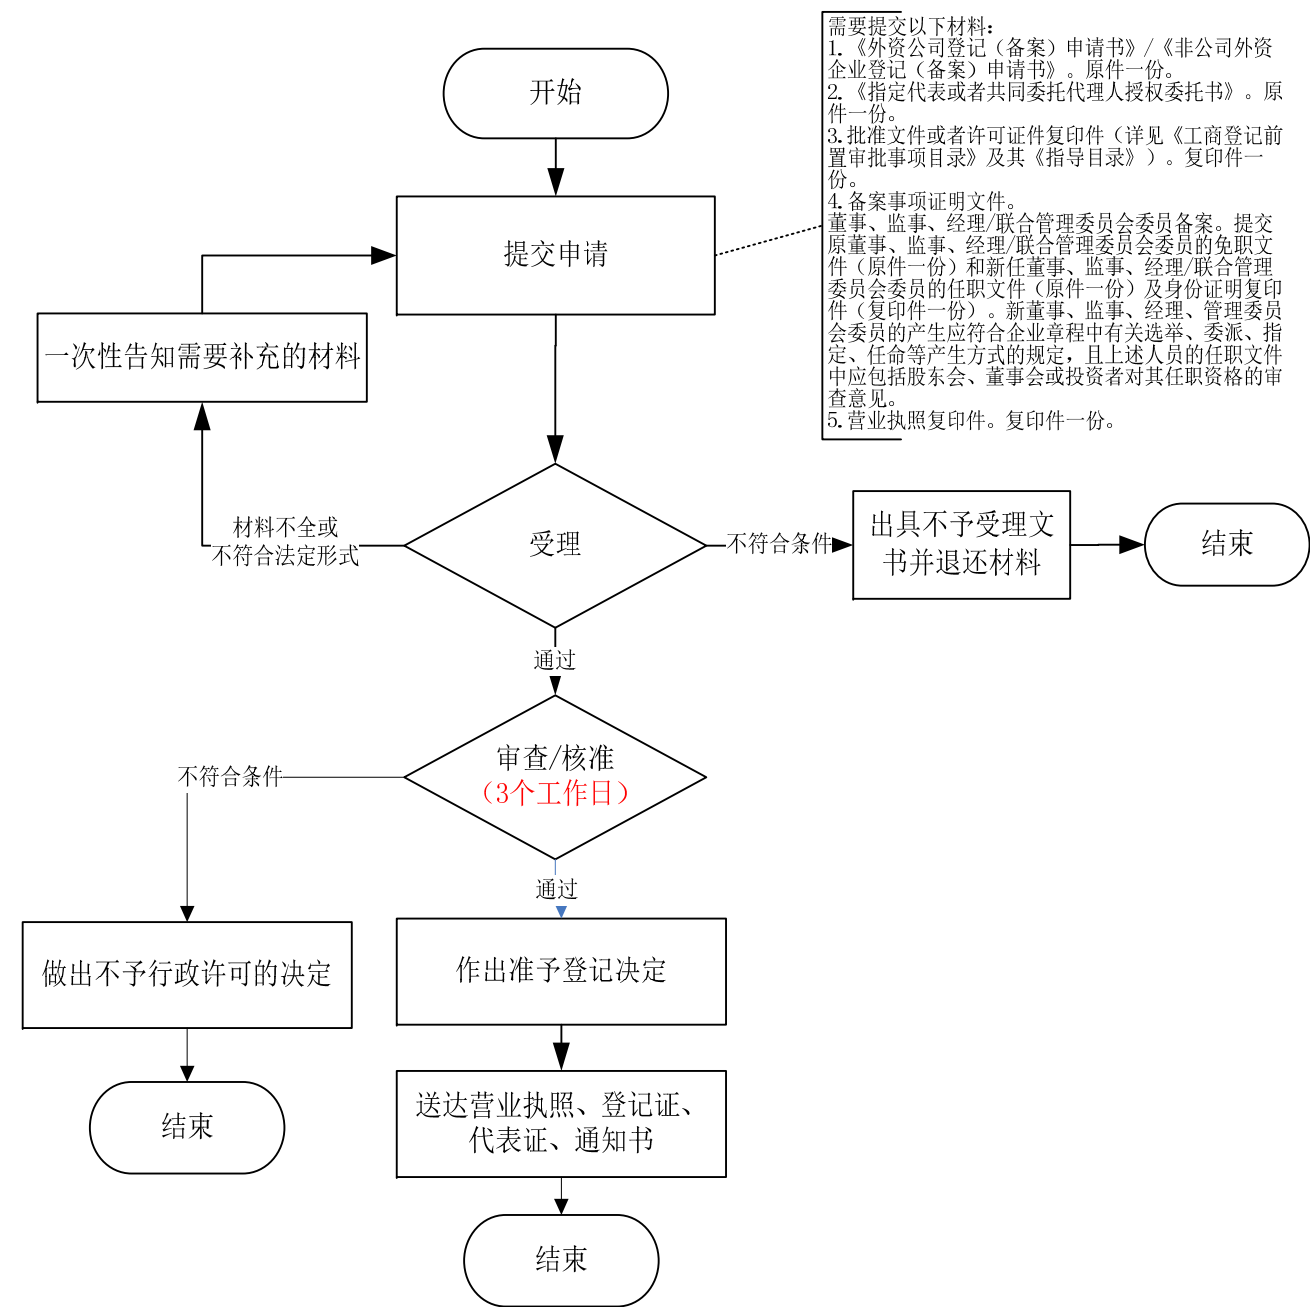 需要提交以下材料：
1.《外资公司登记（备案）申请书》/《非公司外资
企业登记（备案）申请书》。原件一份。
2.《指定代表或者共同委托代理人授权委托书》。原
件一份。
3.批准文件或者许可证件复印件（详见《工商登记前
置审批事项目录》及其《指导目录》）。复印件一
份。
4.备案事项证明文件。
董事、监事、经理/联合管理委员会委员备案。提交
原董事、监事、经理/联合管理委员会委员的免职文
件（原件一份）和新任董事、监事、经理/联合管理
委员会委员的任职文件（原件一份）及身份证明复印
件（复印件一份）。新董事、监事、经理、管理委员
会委员的产生应符合企业章程中有关选举、委派、指
定、任命等产生方式的规定，且上述人员的任职文件
中应包括股东会、董事会或投资者对其任职资格的审
查意见。
5.营业执照复印件。复印件一份。
开始
提交申请
一次性告知需要补充的材料
材料不全或
不符合法定形式
受理
不符合条件
出具不予受理文
书并退还材料
结束
通过
审查/核准
（3个工作日）
不符合条件
通过
做出不予行政许可的决定
作出准予登记决定
结束
送达营业执照、登记证、
代表证、通知书
结束